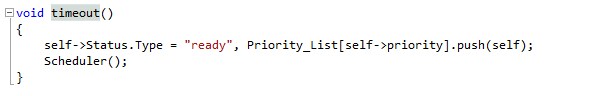 void timeout()
{
self->Status.Type = "ready", Priority_List[self->priority].push(self);
Scheduler();
}